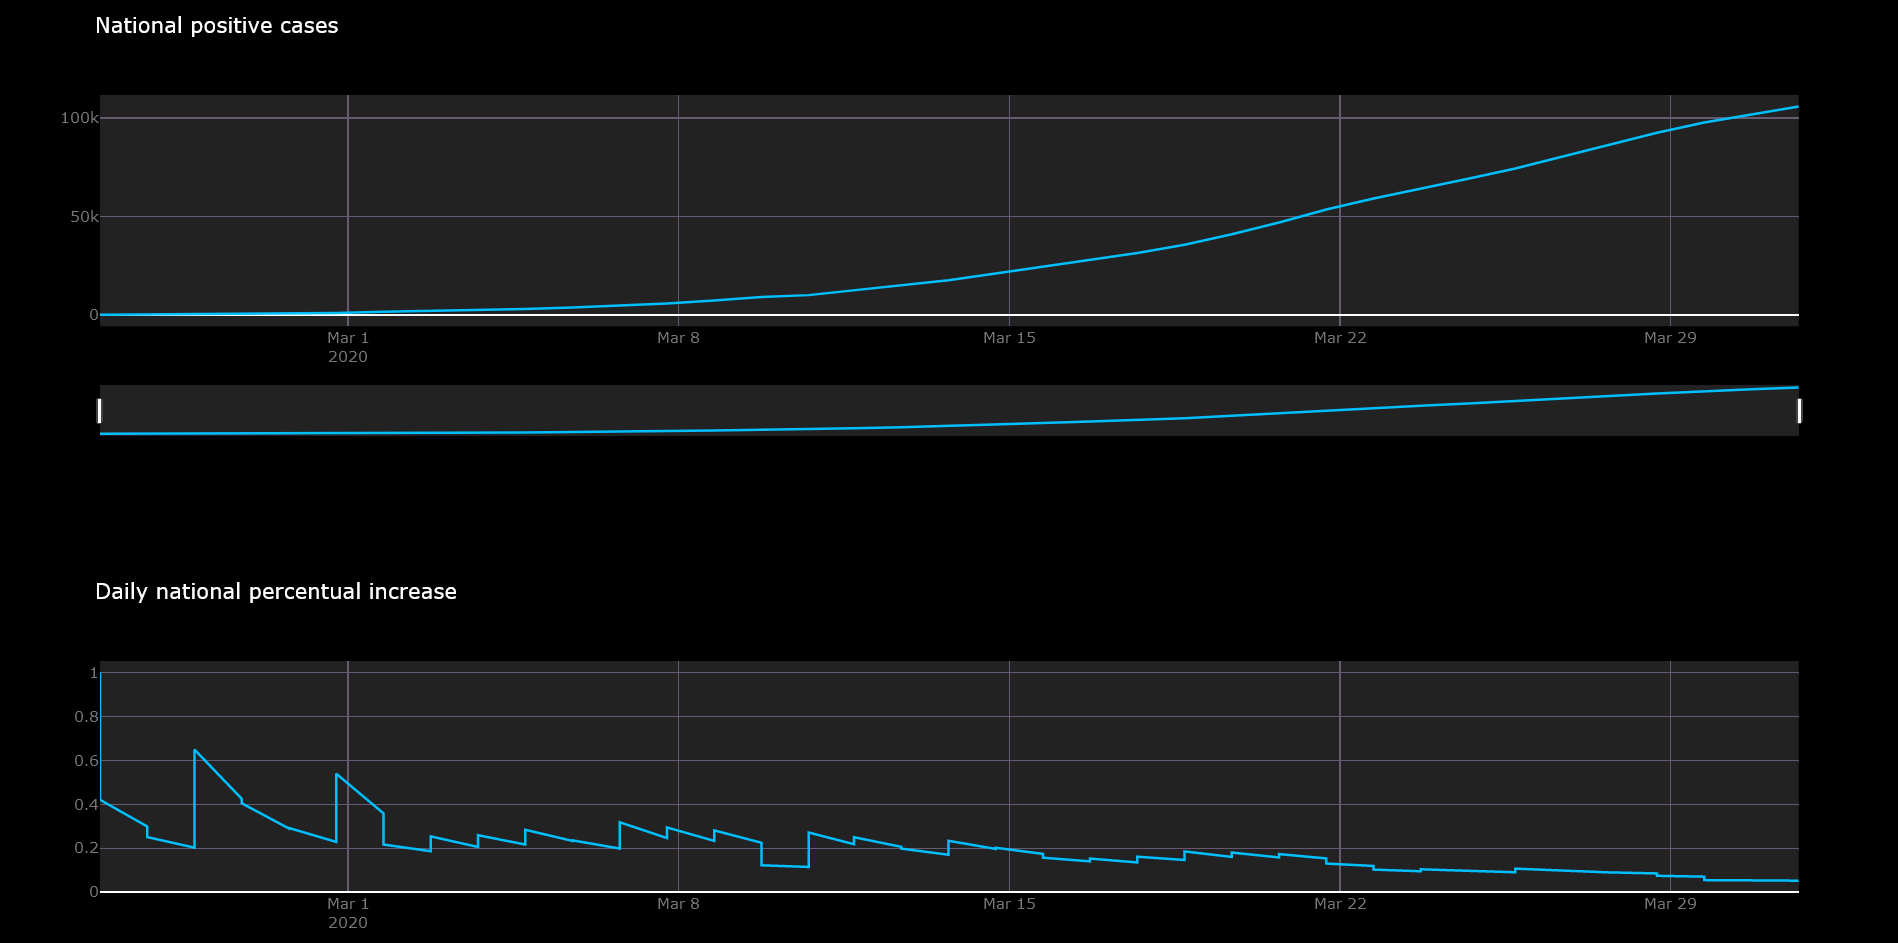 National positive cases
100k
50k
0
Mar 1 Mar 8 Mar 15 Mar 22 Mar 29
2020
Daily national percentual increase
1
0.8
0.6
0.4
0.2
0
Mar 1 Mar 8 Mar 15 Mar 22 Mar 29
2020